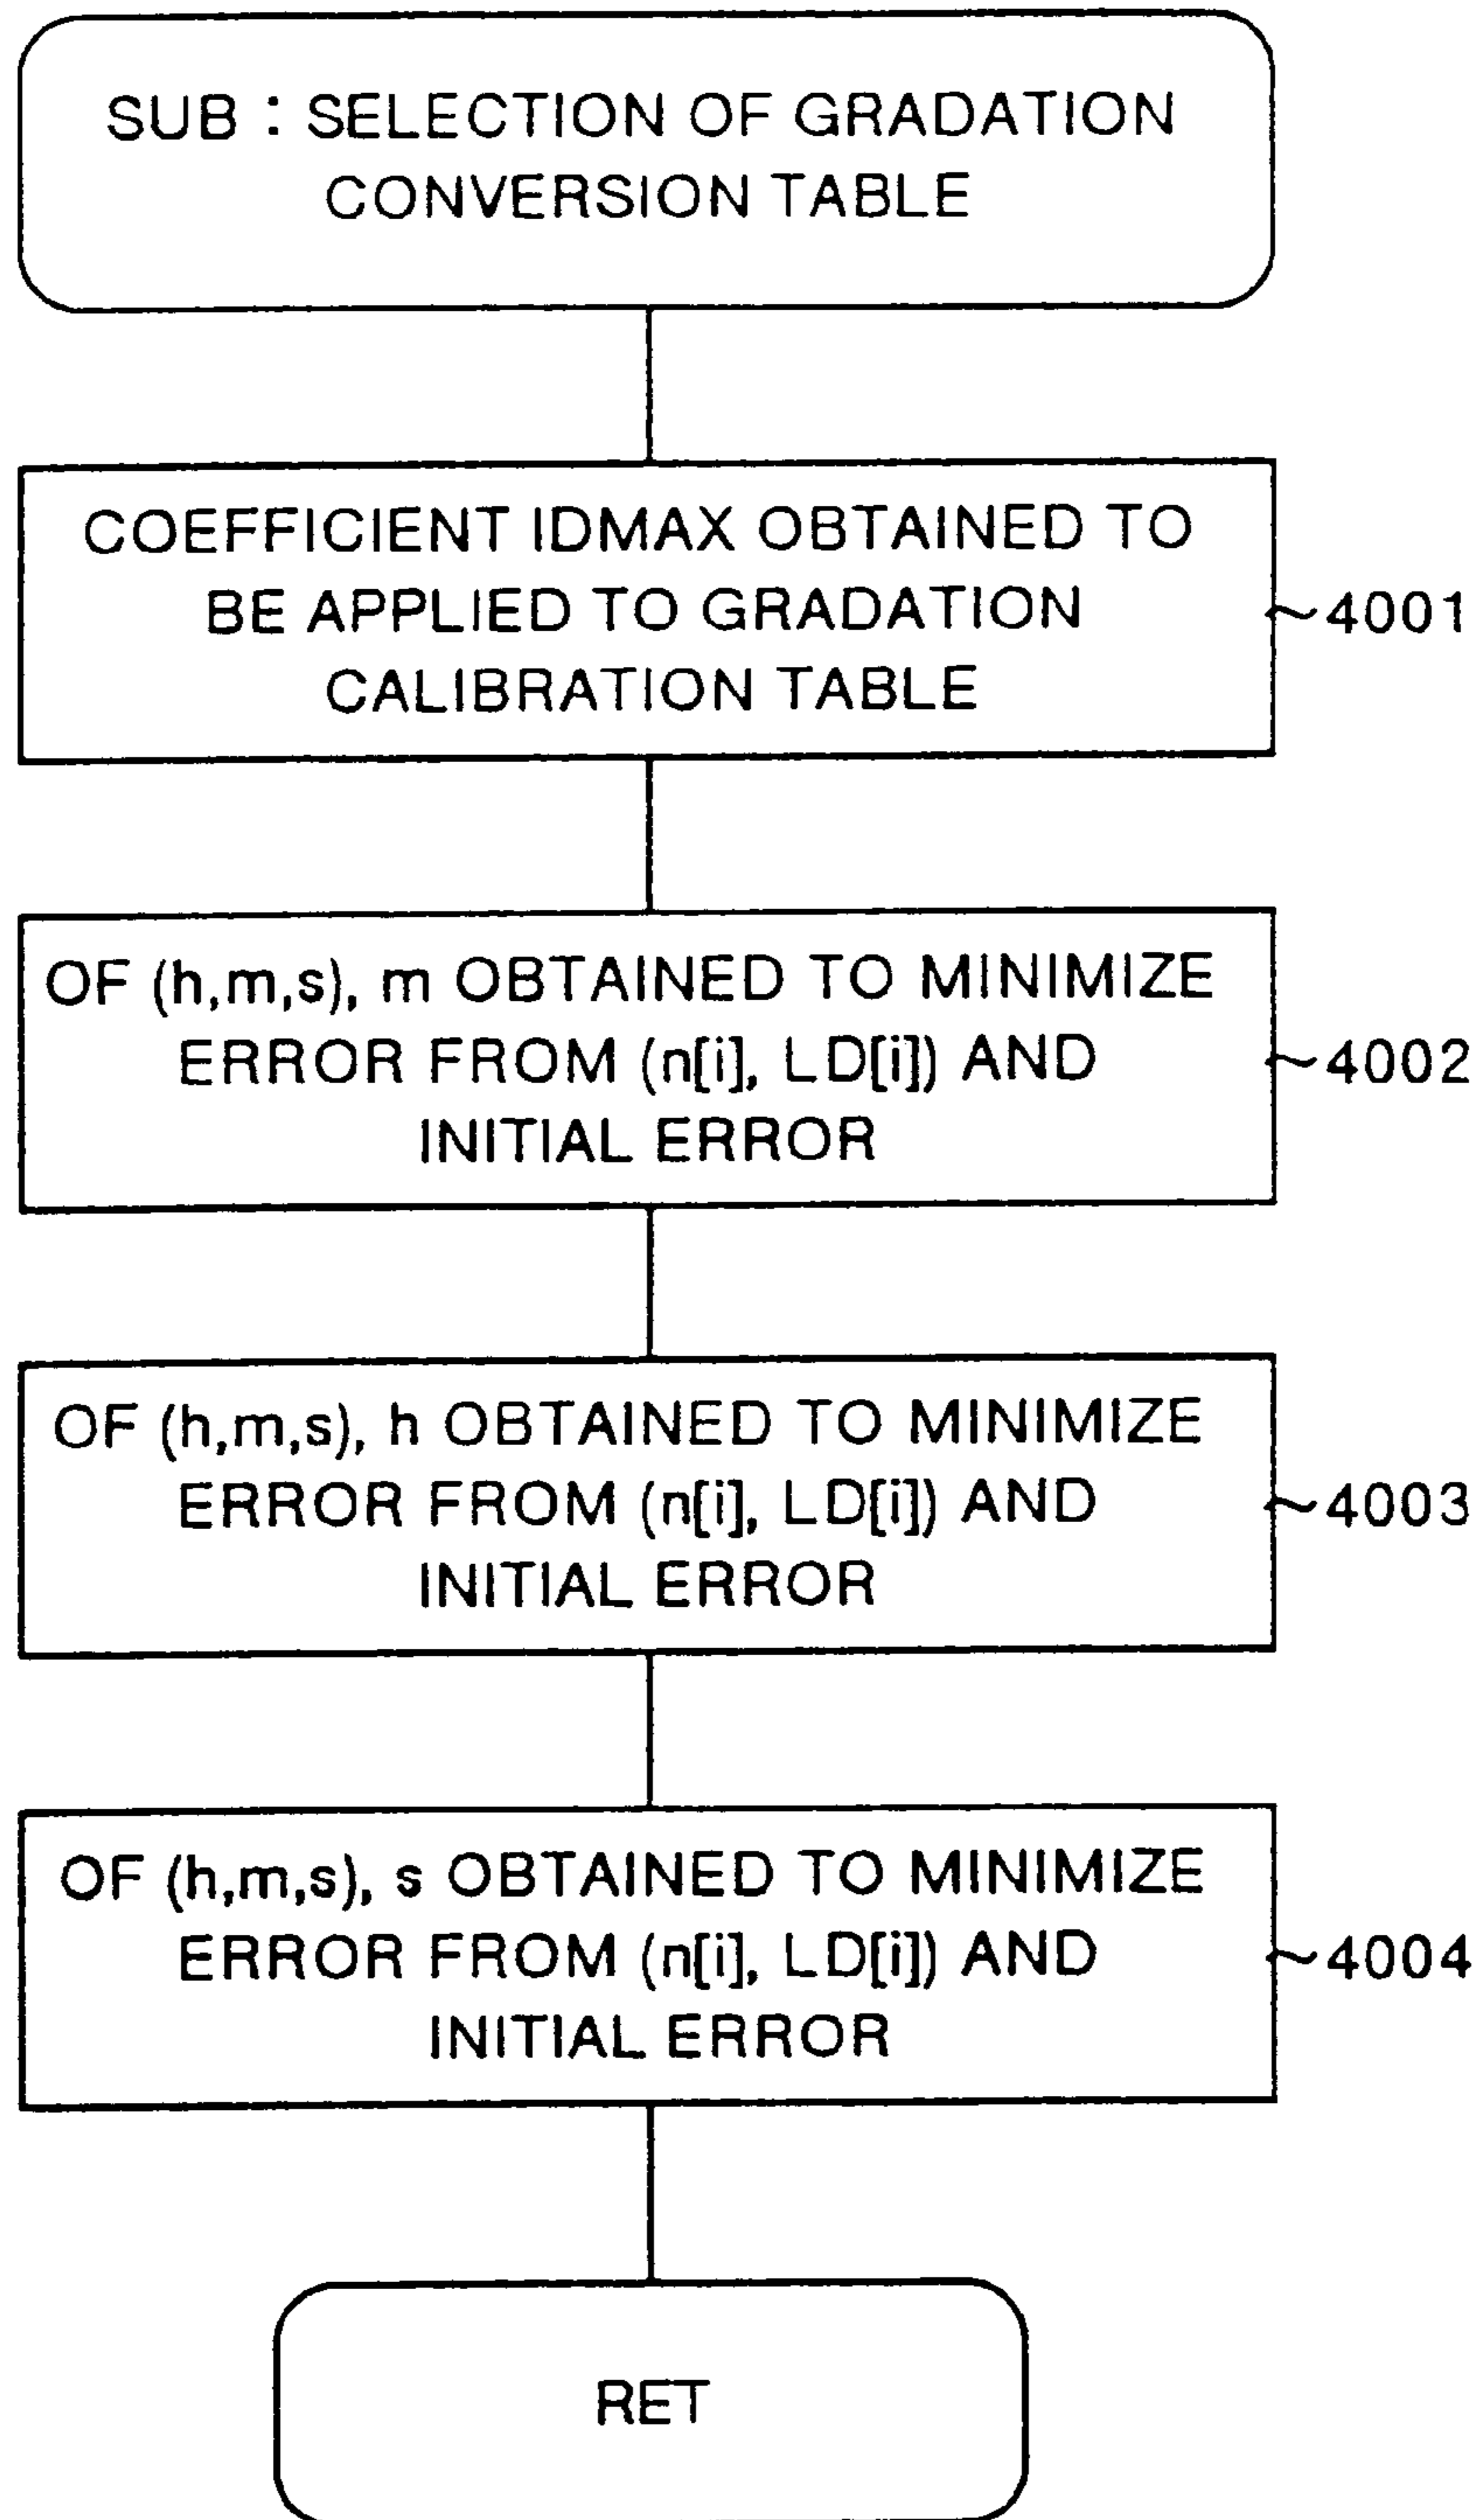 SUB : SELECTION OF GRADATION
CONVERSION TABLE
COEFFICIENT IDMAX OBTAINED TO
BE APPLIED TO GRADATION
CALIBRATION TABLE
4001
OF (h,m,s), m OBTAINED TO MINIMIZE
ERROR FROM (n[i], LD[i]) AND
INITIAL ERROR
4002
OF (h,m,s), h OBTAINED TO MINIMIZE
ERROR FROM (n[i], LD[i]) AND
INITIAL ERROR
4003
OF (h,m,s), s OBTAINED TO MINIMIZE
ERROR FROM (n[i], LD[i]) AND
INITIAL ERROR
4004
RET